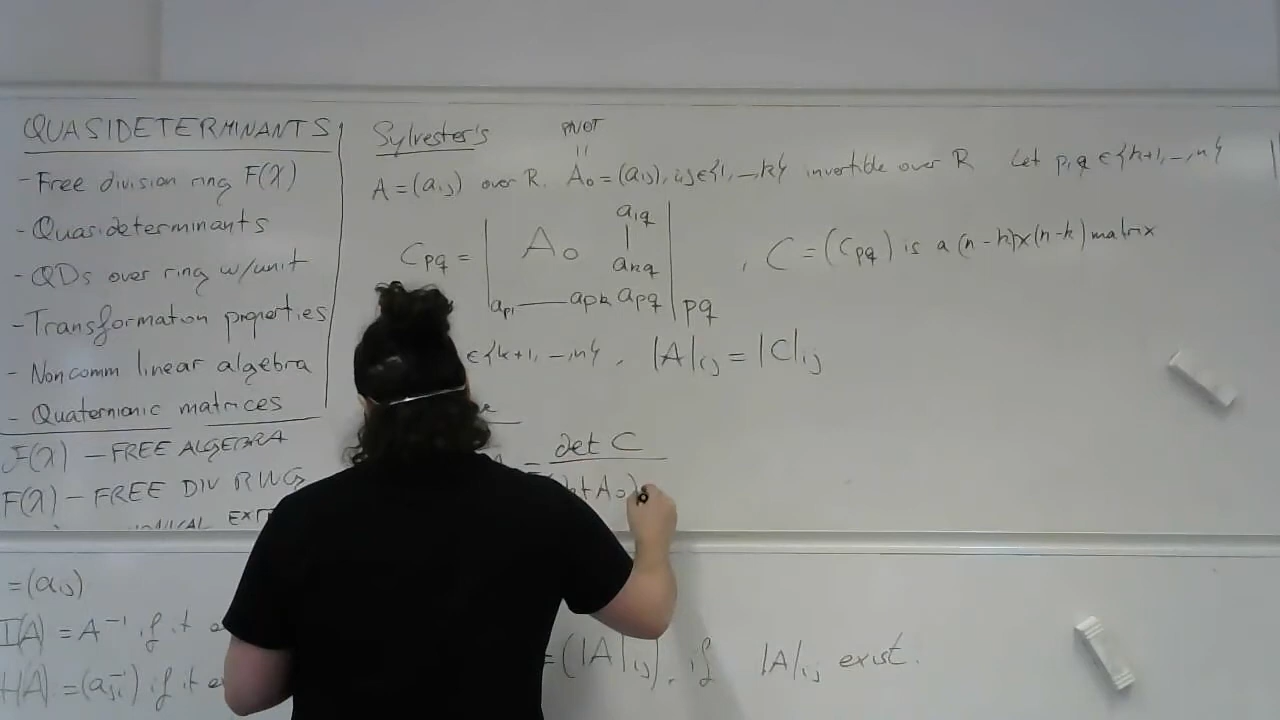 QUASIDETERMINANTS
- Free division ring F(X)
- Quasideterminants
- QDs over ring w/unit
- Transformation properties
- Noncomm linear algebra
- Quaternionic matrices
F(X) – FREE ALGEBRA
F(X) – FREE DIV RING
Sylvester's
PIVOT
A = (aij) over R. A0 = (aij), i,j∈{1, –, k} invertible over R Let p,q ∈{k+1, –, n}
Cpq = | A0 a1q akq ap1 — apk apq |pq , C = (Cpq) is a (n-k)x(n-k) matrix
∈{k+1, –, n}, |A|ij = |C|ij
= det C
(det A0)
= (aij)
I(A) = A⁻¹ if it
H(A) = (aji⁻¹) if it
= (|A|ij), if |A|ij exist.